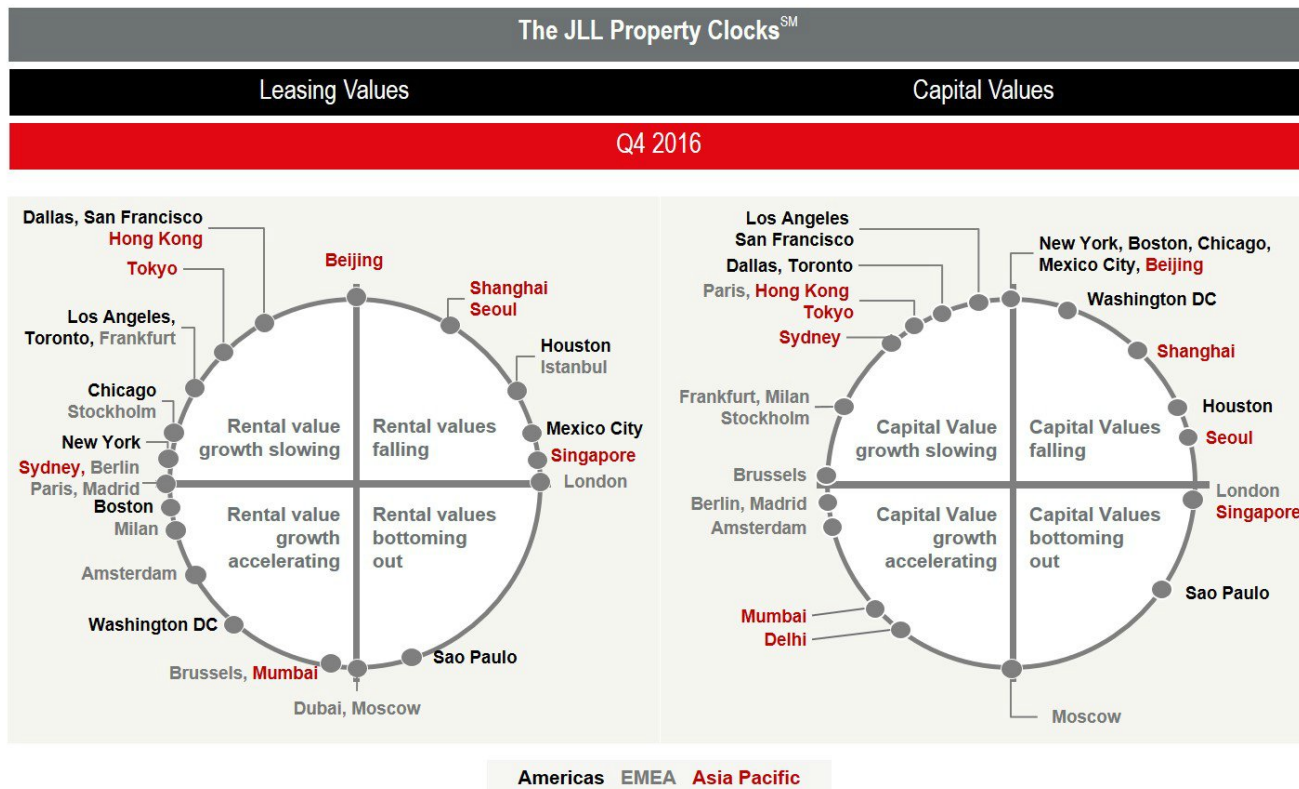 The JLL Property Clocks℠
Leasing Values
Capital Values
Q4 2016
Dallas, San Francisco
Hong Kong
Tokyo
Los Angeles,
Toronto, Frankfurt
Chicago
Stockholm
New York
Sydney, Berlin
Paris, Madrid
Boston
Milan
Amsterdam
Washington DC
Brussels, Mumbai
Dubai, Moscow
Sao Paulo
London
Singapore
Mexico City
Houston
Istanbul
Shanghai
Seoul
Beijing
Rental value
growth slowing
Rental values
falling
Rental value
growth
accelerating
Rental values
bottoming
out
Los Angeles
San Francisco
Dallas, Toronto
Paris, Hong Kong
Tokyo
Sydney
Frankfurt, Milan
Stockholm
Brussels
Berlin, Madrid
Amsterdam
Mumbai
Delhi
Moscow
Sao Paulo
London
Singapore
Seoul
Houston
Shanghai
Washington DC
New York, Boston, Chicago,
Mexico City, Beijing
Capital Value
growth slowing
Capital Values
falling
Capital Value
growth
accelerating
Capital Values
bottoming
out
Americas EMEA Asia Pacific